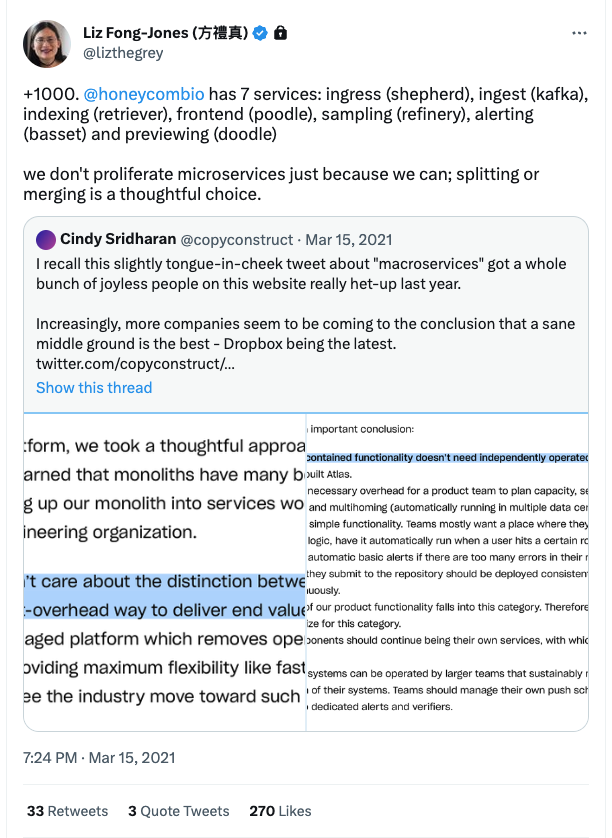 Liz Fong-Jones (方禮真)
@lizthegrey
+1000. @honeycombio has 7 services: ingress (shepherd), ingest (kafka),
indexing (retriever), frontend (poodle), sampling (refinery), alerting
(basset) and previewing (doodle)
we don't proliferate microservices just because we can; splitting or
merging is a thoughtful choice.
Cindy Sridharan @copyconstruct · Mar 15, 2021
I recall this slightly tongue-in-cheek tweet about "macroservices" got a whole
bunch of joyless people on this website really het-up last year.
Increasingly, more companies seem to be coming to the conclusion that a sane
middle ground is the best - Dropbox being the latest.
twitter.com/copyconstruct/...
Show this thread
tform, we took a thoughtful approa
arned that monoliths have many b
g up our monolith into services wo
ineering organization.
't care about the distinction betwe
-overhead way to deliver end value
aged platform which removes ope
oviding maximum flexibility like fast
ee the industry move toward such
important conclusion:
contained functionality doesn't need independently operated
built Atlas.
necessary overhead for a product team to plan capacity, se
and multihoming (automatically running in multiple data cen
simple functionality. Teams mostly want a place where they
logic, have it automatically run when a user hits a certain ro
automatic basic alerts if there are too many errors in their r
they submit to the repository should be deployed consisten
uously.
of our product functionality falls into this category. Therefore
ize for this category.
ponents should continue being their own services, with whic
systems can be operated by larger teams that sustainably r
of their systems. Teams should manage their own push sch
dedicated alerts and verifiers.
7:24 PM · Mar 15, 2021
33 Retweets 3 Quote Tweets 270 Likes